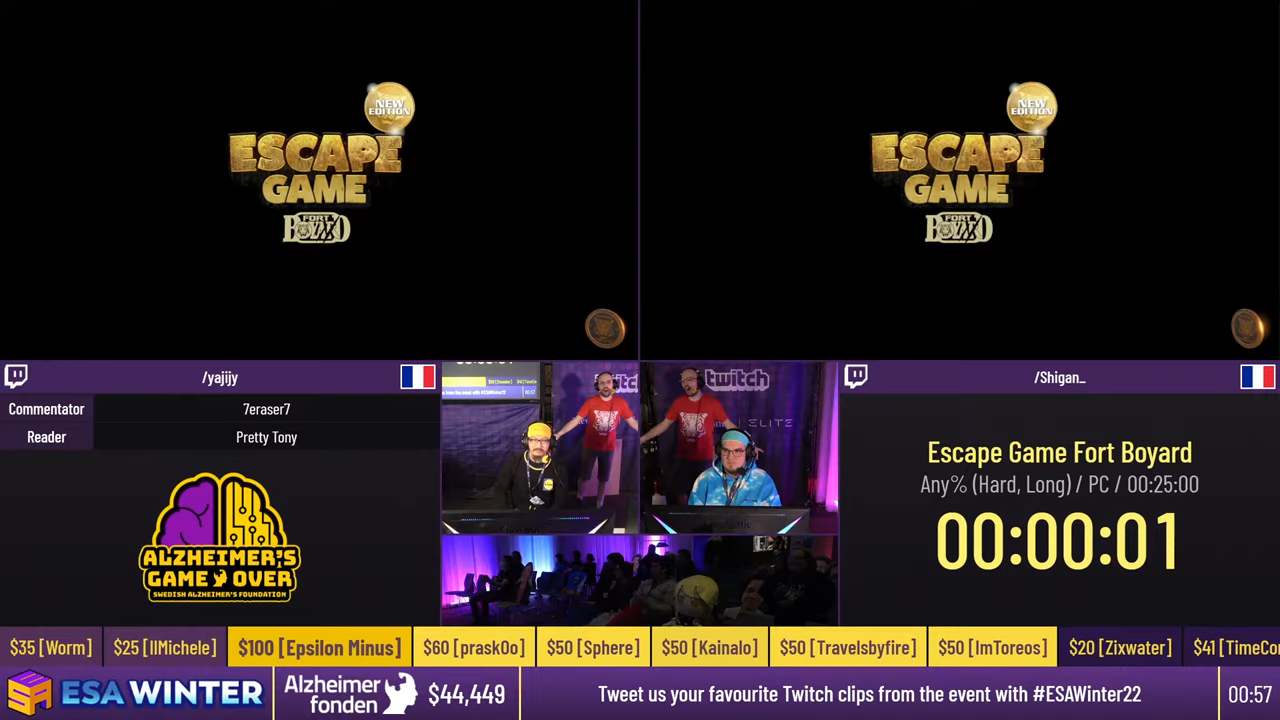 NEW
EDITION
ESCAPE
GAME
FORT
BOYARD
NEW
EDITION
ESCAPE
GAME
FORT
BOYARD
/yajijy
Commentator
7eraser7
Reader
Pretty Tony
ALZHEIMER'S
GAME OVER
SWEDISH ALZHEIMER'S FOUNDATION
twitch
/Shigan_
Escape Game Fort Boyard
Any% (Hard, Long) / PC / 00:25:00
00:00:01
$35 [Worm]
$25 [IlMichele]
$100 [Epsilon Minus]
$60 [praskOo]
$50 [Sphere]
$50 [Kainalo]
$50 [Travelsbyfire]
$50 [ImToreos]
$20 [Zixwater]
$41 [TimeCon
ESA WINTER
Alzheimer
fonden
$44,449
Tweet us your favourite Twitch clips from the event with #ESAWinter22
00:57